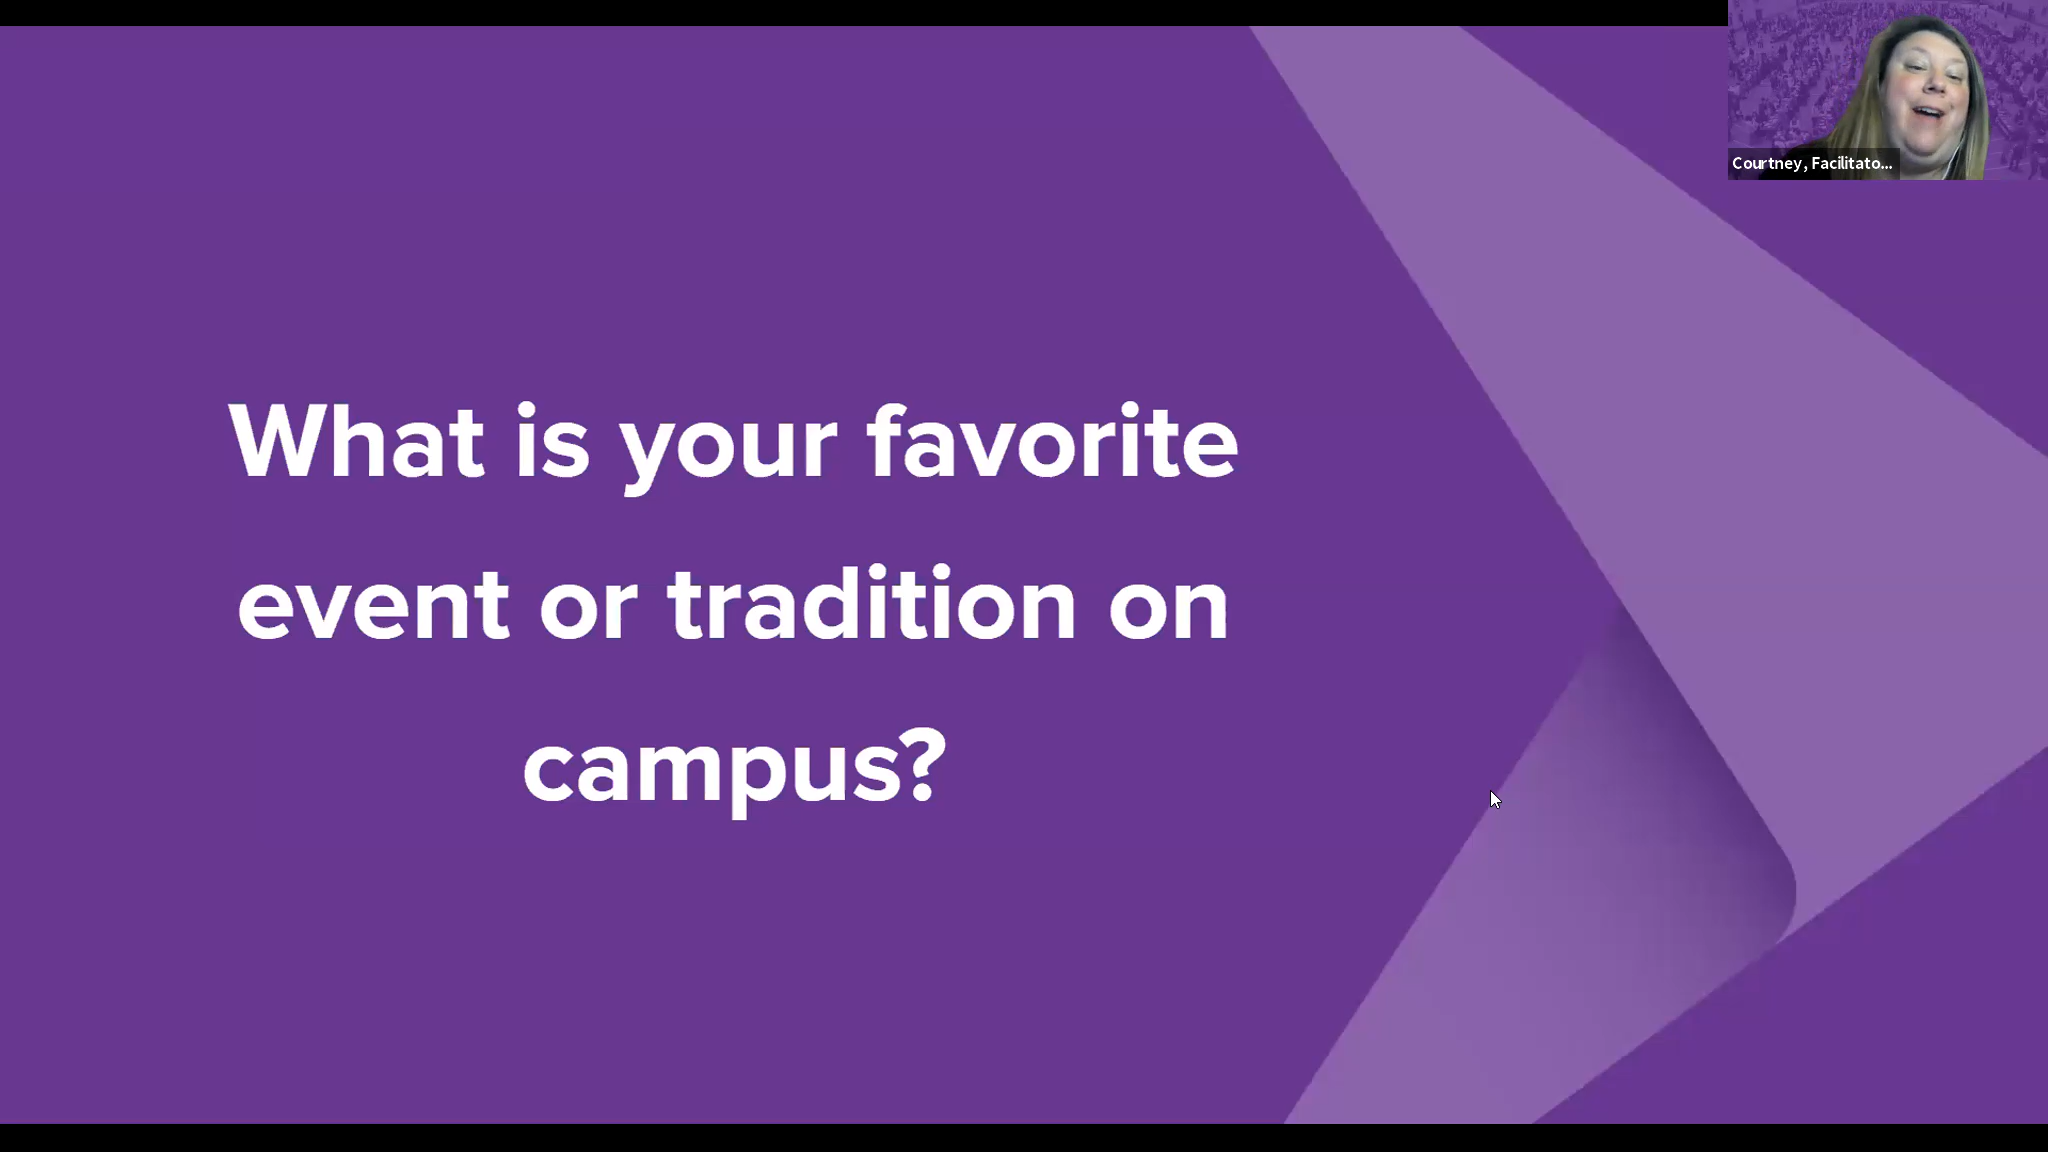 What is your favorite
event or tradition on
campus?
Courtney, Facilitato...